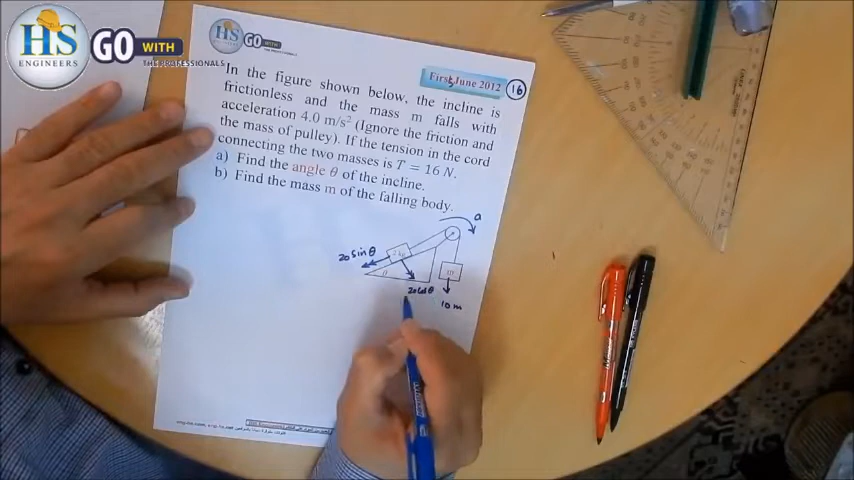 HS
ENGINEERS
GO WITH
THE PROFESSIONALS
HS
GO WITH
First June 2012
16
In the figure shown below, the incline is
frictionless and the mass m falls with
acceleration 4.0 m/s² (Ignore the friction and
the mass of pulley). If the tension in the cord
connecting the two masses is T = 16 N.
a) Find the angle θ of the incline.
b) Find the mass m of the falling body.
a
20 sin θ
2 kg
θ
m
20 cos θ
10 m